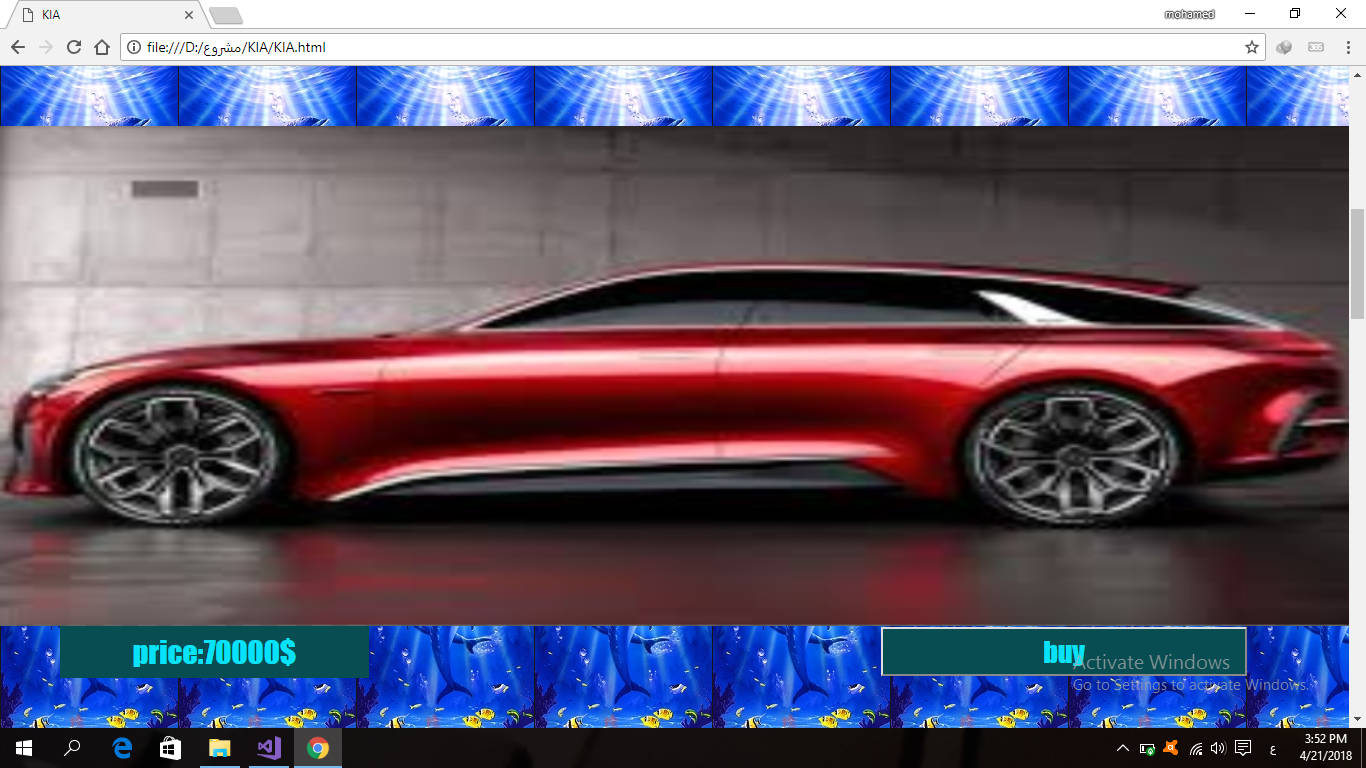 KIA
mohamed
file:///D:/مشروع/KIA/KIA.html
price:70000$
buy
Activate Windows
Go to Settings to activate Windows.
ع
3:52 PM
4/21/2018